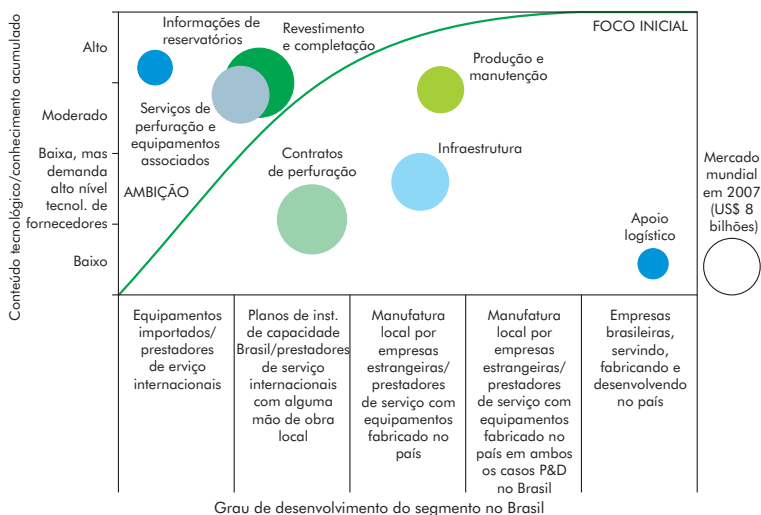 Conteúdo tecnológico/conhecimento acumulado
Alto
Moderado
Baixa, mas
demanda
alto nível
tecnol. de
fornecedores
Baixo
Informações de
reservatórios
Revestimento
e completação
FOCO INICIAL
Produção e
manutenção
Serviços de
perfuração e
equipamentos
associados
Contratos
de perfuração
Infraestrutura
AMBIÇÃO
Apoio
logístico
Mercado
mundial
em 2007
(US$ 8
bilhões)
Equipamentos
importados/
prestadores
de erviço
internacionais
Planos de inst.
de capacidade
Brasil/prestadores
de serviço
internacionais
com alguma
mão de obra
local
Manufatura
local por
empresas
estrangeiras/
prestadores
de serviço com
equipamentos
fabricado no
país
Manufatura
local por
empresas
estrangeiras/
prestadores
de serviço com
equipamentos
fabricado no
país em ambos
os casos P&D
no Brasil
Empresas
brasileiras,
servindo,
fabricando e
desenvolvendo
no país
Grau de desenvolvimento do segmento no Brasil